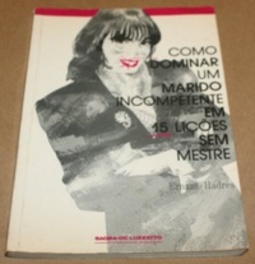 COMO
DOMINAR
UM
MARIDO
INCOMPETENTE
EM
15 LIÇÕES
SEM
MESTRE